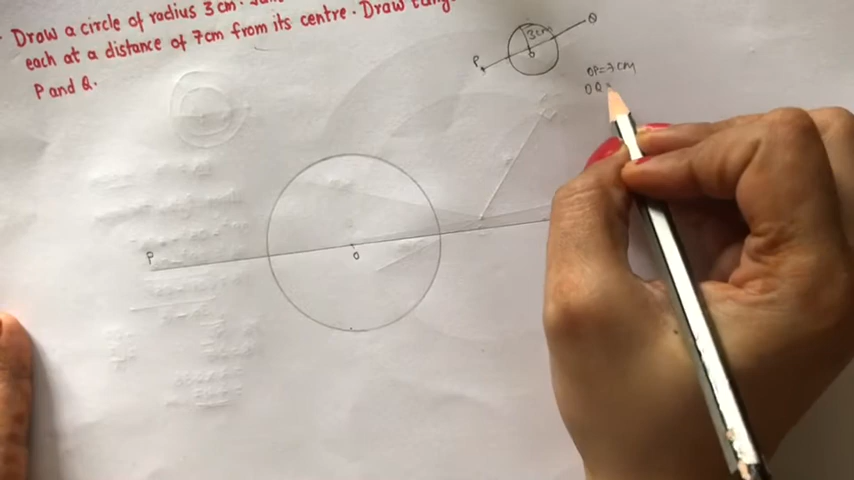 Draw a circle of radius 3 cm.
each at a distance of 7cm from its centre. Draw
P and Q.
Q
3cm
O
P
OP=7 CM
OQ=
P
O